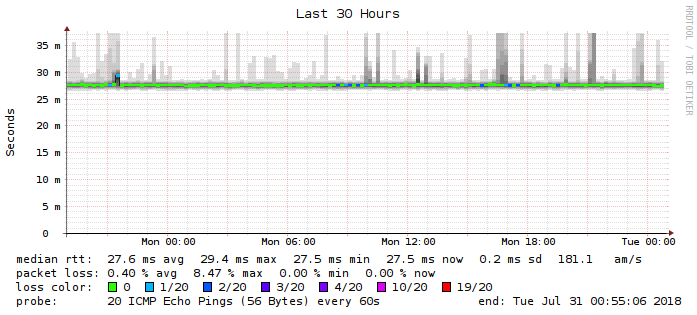 Last 30 Hours
RRDTOOL / TOBI OETIKER
Seconds
35 m
30 m
25 m
20 m
15 m
10 m
5 m
0
Mon 00:00 Mon 06:00 Mon 12:00 Mon 18:00 Tue 00:00
median rtt: 27.6 ms avg 29.4 ms max 27.5 ms min 27.5 ms now 0.2 ms sd 181.1 am/s
packet loss: 0.40 % avg 8.47 % max 0.00 % min 0.00 % now
loss color: 0 1/20 2/20 3/20 4/20 10/20 19/20
probe: 20 ICMP Echo Pings (56 Bytes) every 60s end: Tue Jul 31 00:55:06 2018